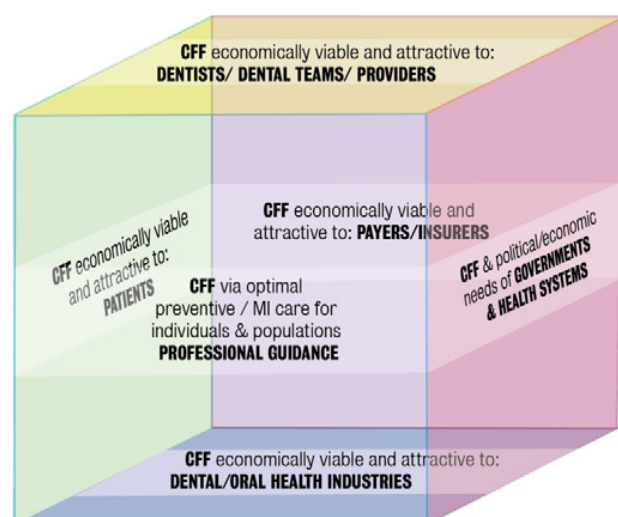 CFF economically viable and attractive to:
DENTISTS/ DENTAL TEAMS/ PROVIDERS
CFF economically viable and
attractive to: PAYERS/INSURERS
CFF economically viable
and attractive to:
PATIENTS
CFF & political/economic
needs of GOVERNMENTS
& HEALTH SYSTEMS
CFF via optimal
preventive / MI care for
individuals & populations
PROFESSIONAL GUIDANCE
CFF economically viable and attractive to:
DENTAL/ORAL HEALTH INDUSTRIES